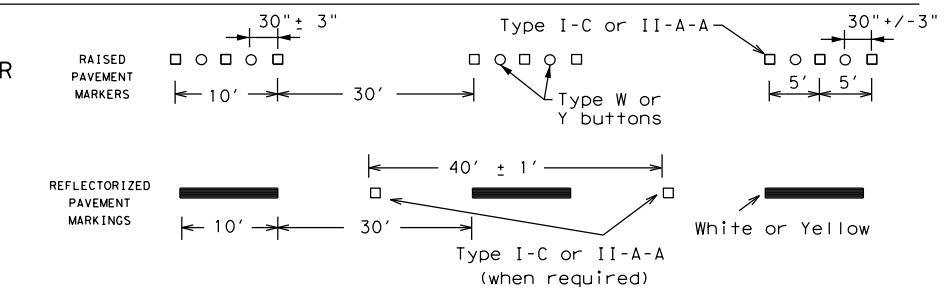 30"± 3"
Type I-C or II-A-A
30"+/-3"
R
RAISED
PAVEMENT
MARKERS
10'
30'
Type W or
Y buttons
5'
5'
40' ± 1'
REFLECTORIZED
PAVEMENT
MARKINGS
10'
30'
Type I-C or II-A-A
(when required)
White or Yellow